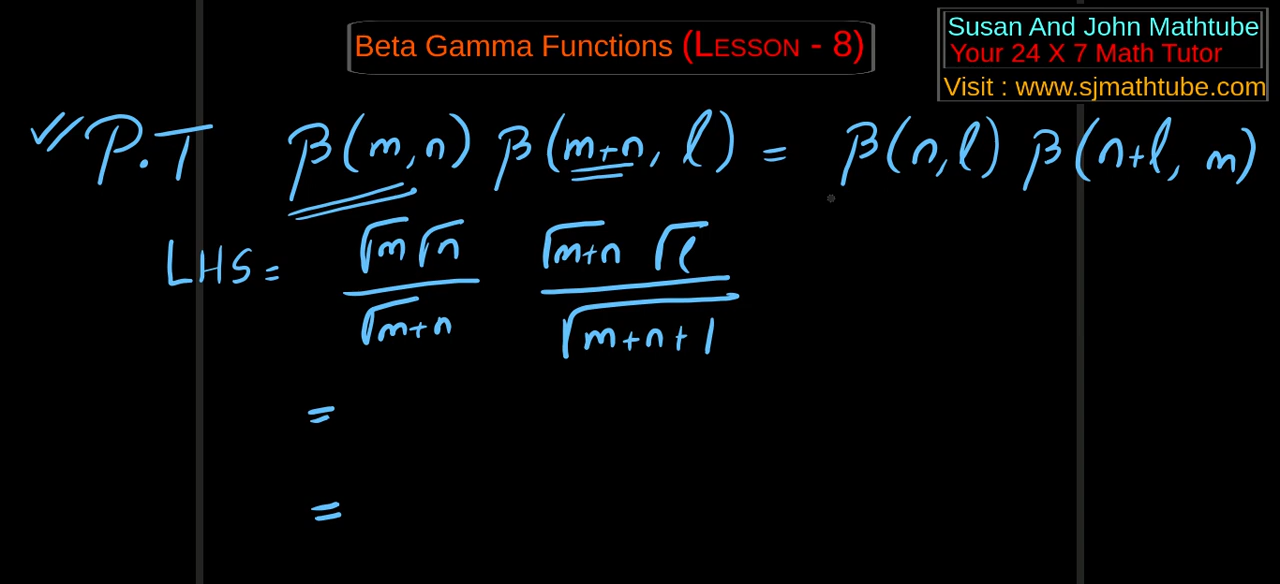 Beta Gamma Functions (Lesson - 8)
Susan And John Mathtube
Your 24 X 7 Math Tutor
Visit : www.sjmathtube.com
P.T β(m,n) β(m+n, l) = β(n,l) β(n+l, m)
LHS = Γm Γn / Γm+n Γm+n Γl / Γm+n+l
=
=